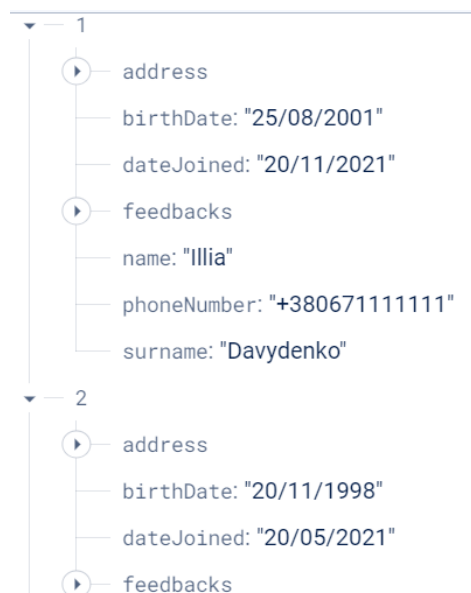 1
address
birthDate: "25/08/2001"
dateJoined: "20/11/2021"
feedbacks
name: "Illia"
phoneNumber: "+380671111111"
surname: "Davydenko"
2
address
birthDate: "20/11/1998"
dateJoined: "20/05/2021"
feedbacks